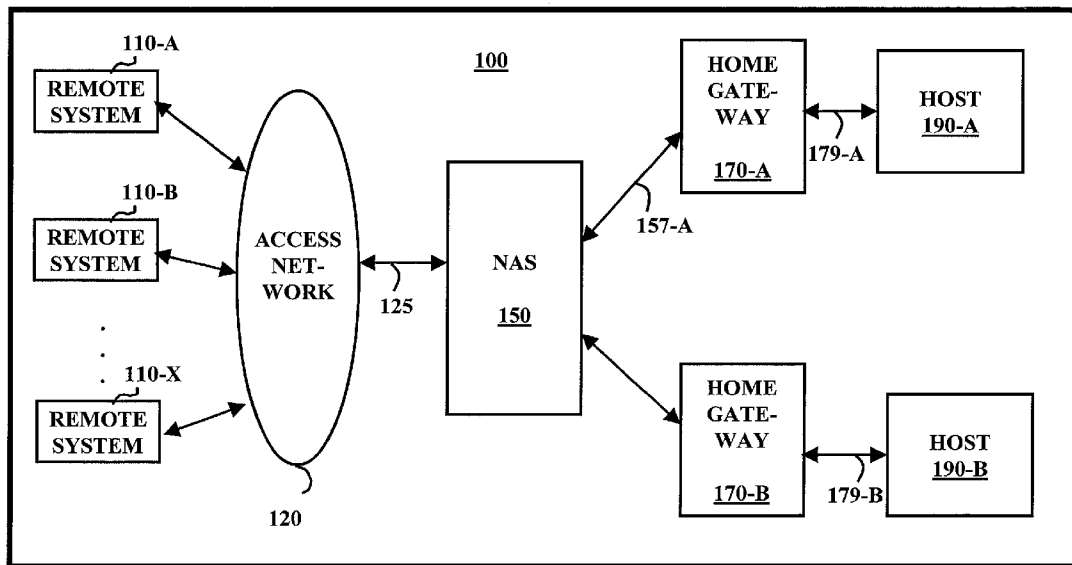 110-A
REMOTE
SYSTEM
110-B
REMOTE
SYSTEM
110-X
REMOTE
SYSTEM
ACCESS
NET-
WORK
120
125
100
NAS
150
157-A
HOME
GATE-
WAY
170-A
179-A
HOST
190-A
HOME
GATE-
WAY
170-B
179-B
HOST
190-B